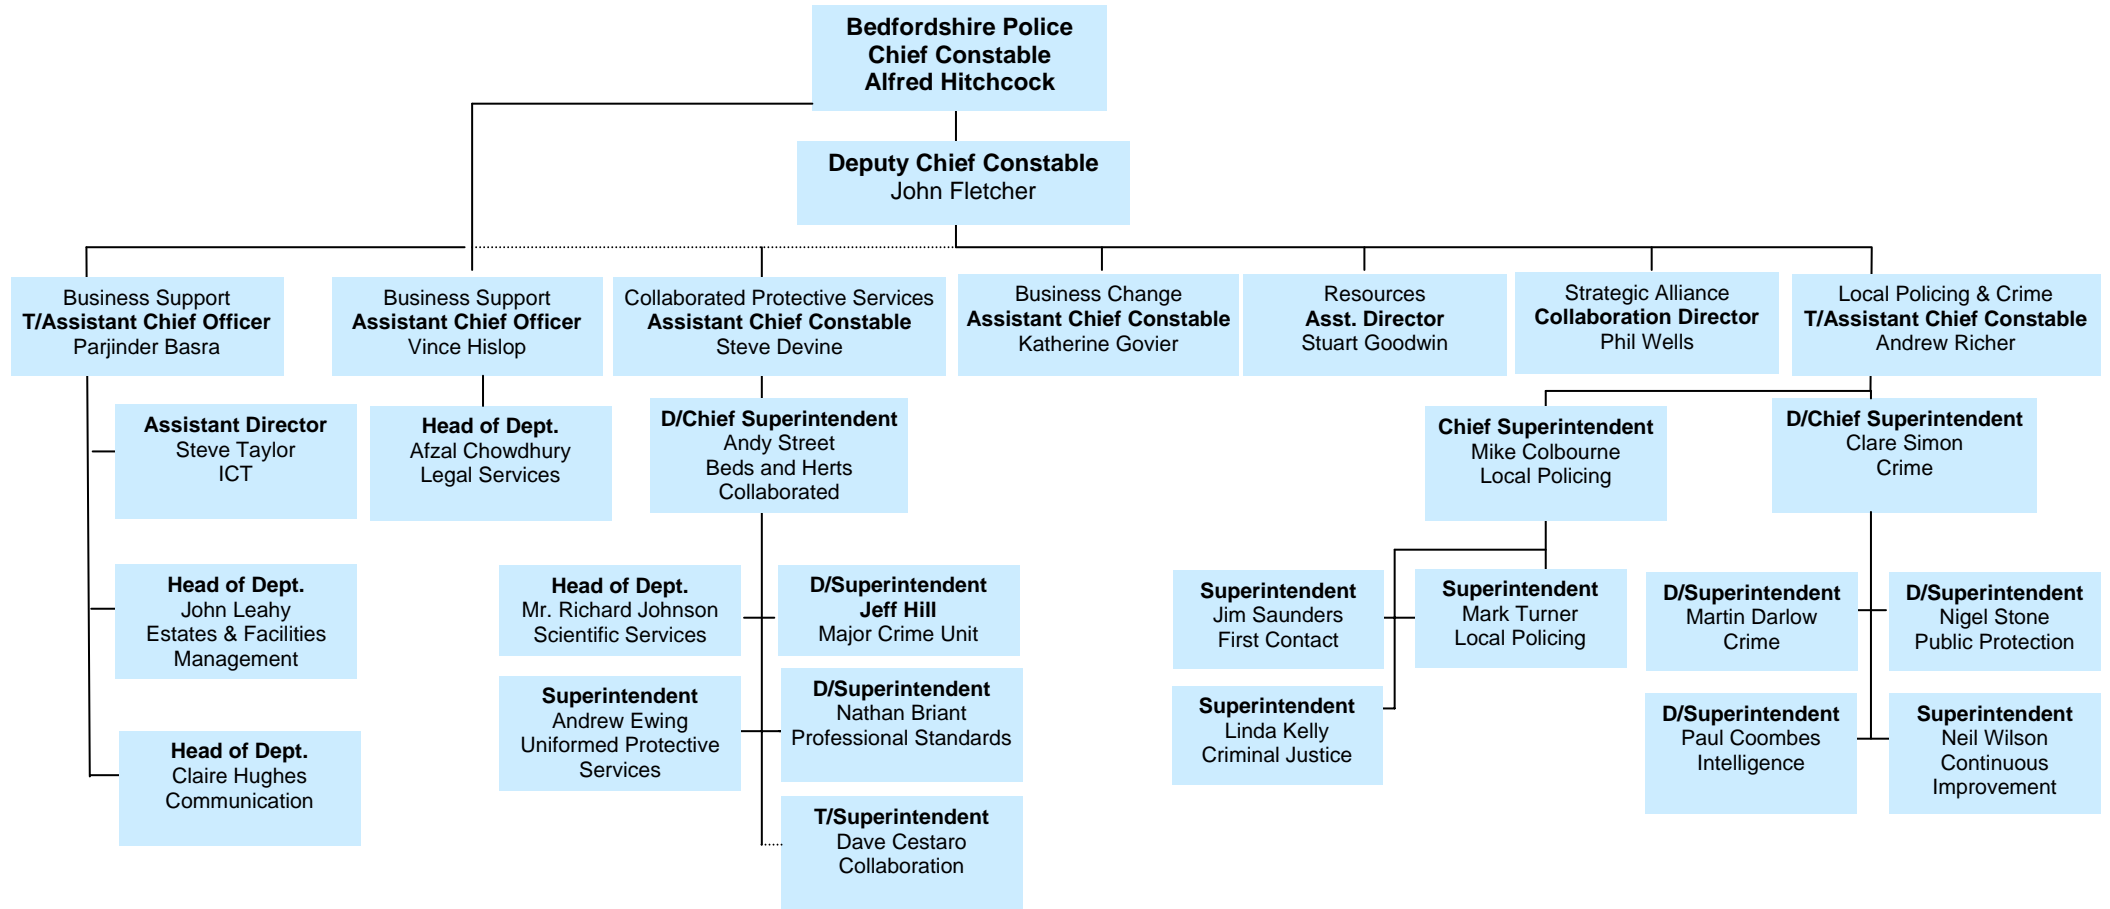 Bedfordshire Police
Chief Constable
Alfred Hitchcock
Deputy Chief Constable
John Fletcher
Business Support
T/Assistant Chief Officer
Parjinder Basra
Business Support
Assistant Chief Officer
Vince Hislop
Collaborated Protective Services
Assistant Chief Constable
Steve Devine
Business Change
Assistant Chief Constable
Katherine Govier
Resources
Asst. Director
Stuart Goodwin
Strategic Alliance
Collaboration Director
Phil Wells
Local Policing & Crime
T/Assistant Chief Constable
Andrew Richer
Assistant Director
Steve Taylor
ICT
Head of Dept.
Afzal Chowdhury
Legal Services
D/Chief Superintendent
Andy Street
Beds and Herts
Collaborated
Chief Superintendent
Mike Colbourne
Local Policing
D/Chief Superintendent
Clare Simon
Crime
Head of Dept.
John Leahy
Estates & Facilities
Management
Head of Dept.
Mr. Richard Johnson
Scientific Services
D/Superintendent
Jeff Hill
Major Crime Unit
Superintendent
Jim Saunders
First Contact
Superintendent
Mark Turner
Local Policing
D/Superintendent
Martin Darlow
Crime
D/Superintendent
Nigel Stone
Public Protection
Head of Dept.
Claire Hughes
Communication
Superintendent
Andrew Ewing
Uniformed Protective
Services
D/Superintendent
Nathan Briant
Professional Standards
Superintendent
Linda Kelly
Criminal Justice
D/Superintendent
Paul Coombes
Intelligence
Superintendent
Neil Wilson
Continuous
Improvement
T/Superintendent
Dave Cestaro
Collaboration